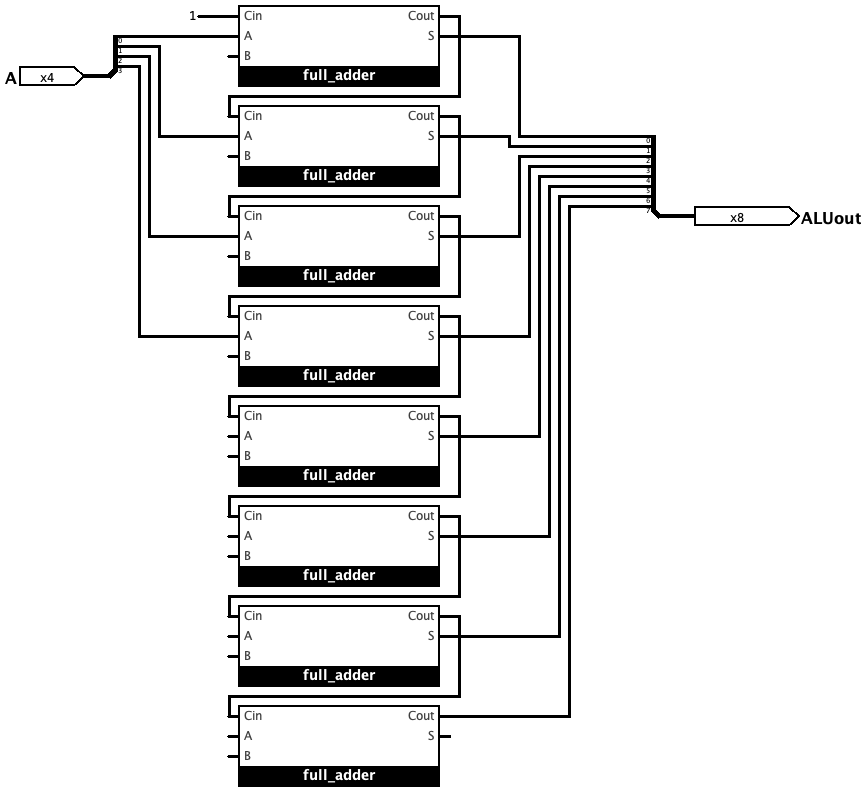 1 Cin Cout
A S
B
full_adder
0
1
2
3
A x4
Cin Cout
A S
B
full_adder
0
1
2
3
4
5
6
7
Cin Cout
A S
B
full_adder
x8 ALUout
Cin Cout
A S
B
full_adder
Cin Cout
A S
B
full_adder
Cin Cout
A S
B
full_adder
Cin Cout
A S
B
full_adder
Cin Cout
A S
B
full_adder